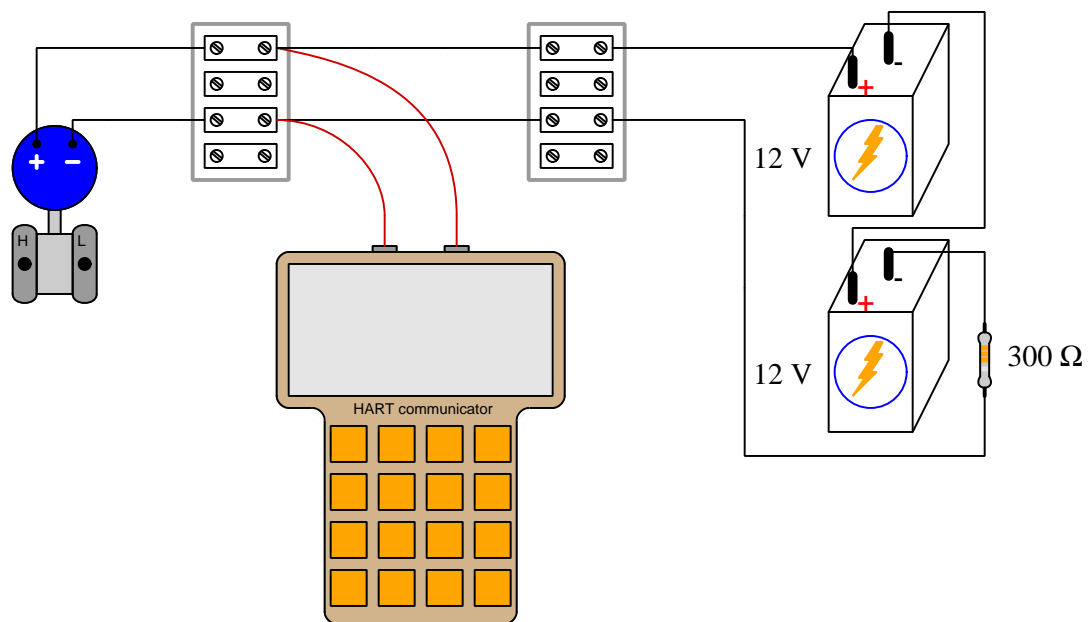 + -
12 V
+ −
H L
+ -
12 V
300 Ω
HART communicator